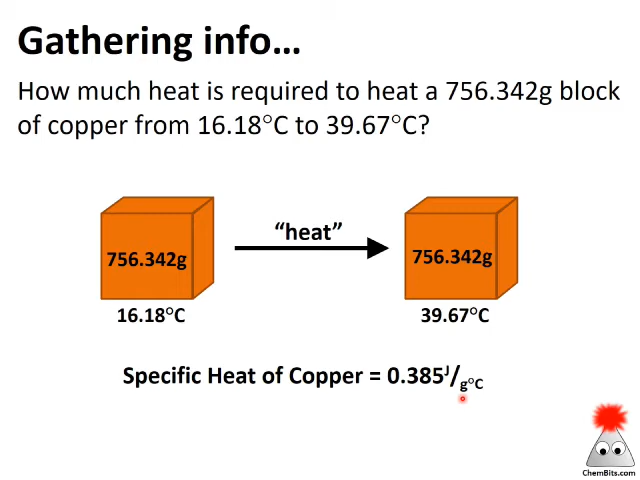 Gathering info…
How much heat is required to heat a 756.342g block
of copper from 16.18°C to 39.67°C?
“heat”
756.342g
756.342g
16.18°C
39.67°C
Specific Heat of Copper = 0.385ᴶ/g°C
ChemBits.com